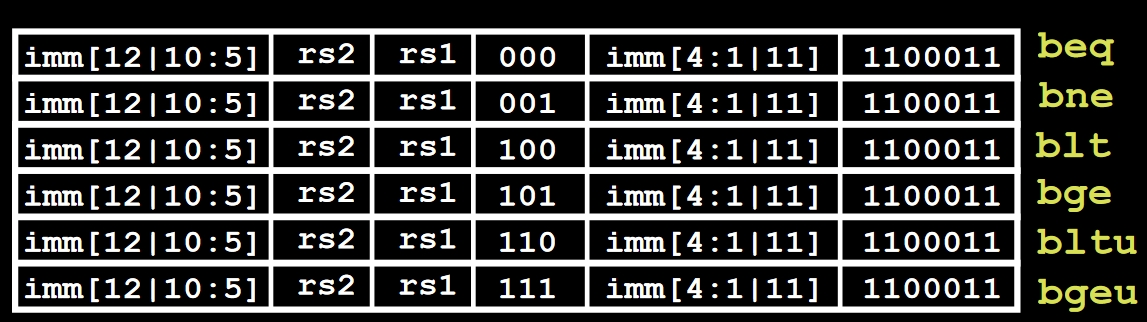 imm[12|10:5] rs2 rs1 000 imm[4:1|11] 1100011 beq
imm[12|10:5] rs2 rs1 001 imm[4:1|11] 1100011 bne
imm[12|10:5] rs2 rs1 100 imm[4:1|11] 1100011 blt
imm[12|10:5] rs2 rs1 101 imm[4:1|11] 1100011 bge
imm[12|10:5] rs2 rs1 110 imm[4:1|11] 1100011 bltu
imm[12|10:5] rs2 rs1 111 imm[4:1|11] 1100011 bgeu